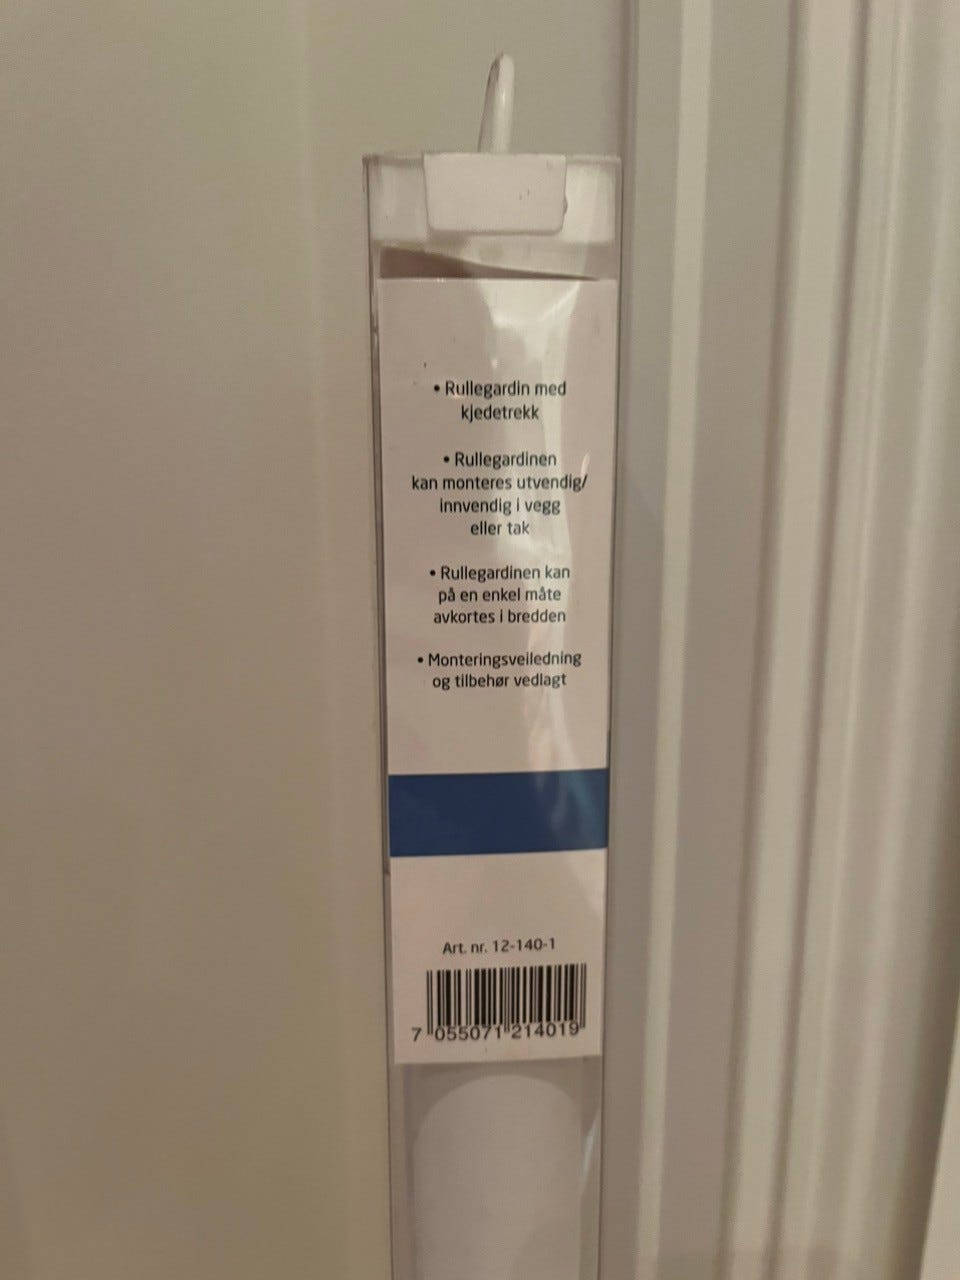 • Rullegardin med
kjedetrekk
• Rullegardinen
kan monteres utvendig/
innvendig i vegg
eller tak
• Rullegardinen kan
på en enkel måte
avkortes i bredden
• Monteringsveiledning
og tilbehør vedlagt
Art. nr. 12-140-1
7 055071 214019